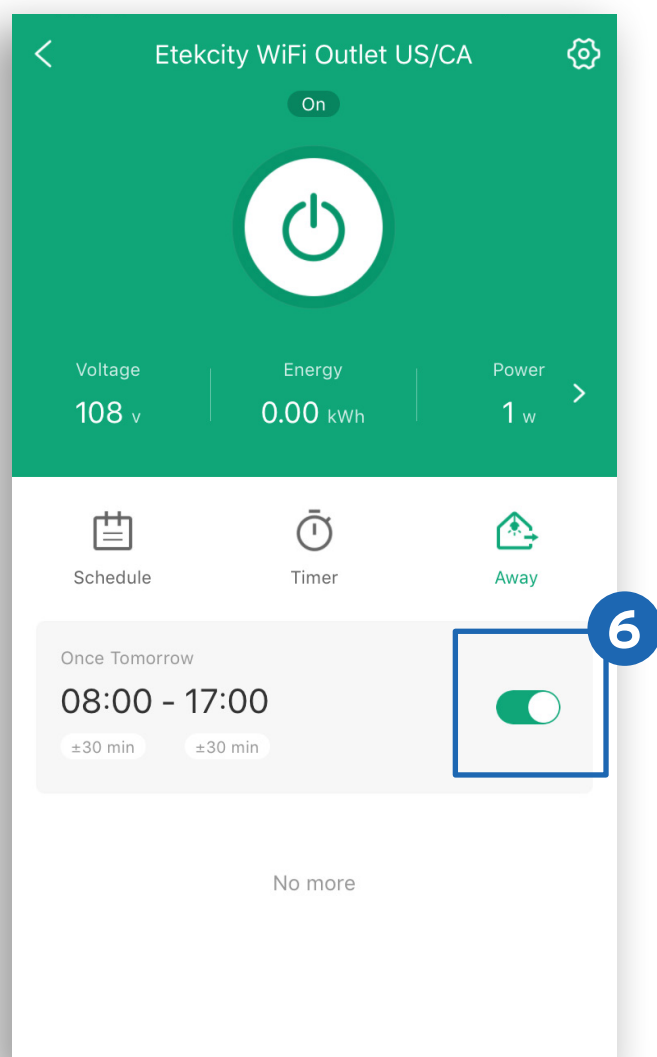 Etekcity WiFi Outlet US/CA
On
Voltage Energy Power
108 v 0.00 kWh 1 w
Schedule Timer Away
6
Once Tomorrow
08:00 - 17:00
±30 min ±30 min
No more